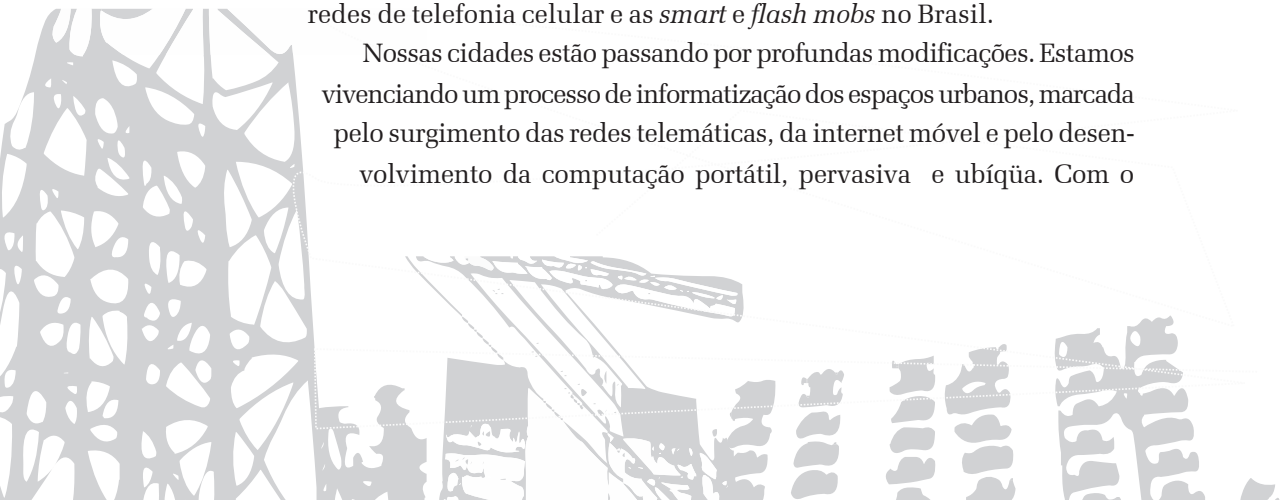 redes de telefonia celular e as smart e flash mobs no Brasil.
Nossas cidades estão passando por profundas modificações. Estamos
vivenciando um processo de informatização dos espaços urbanos, marcada
pelo surgimento das redes telemáticas, da internet móvel e pelo desen-
volvimento da computação portátil, pervasiva e ubíqüa. Com o